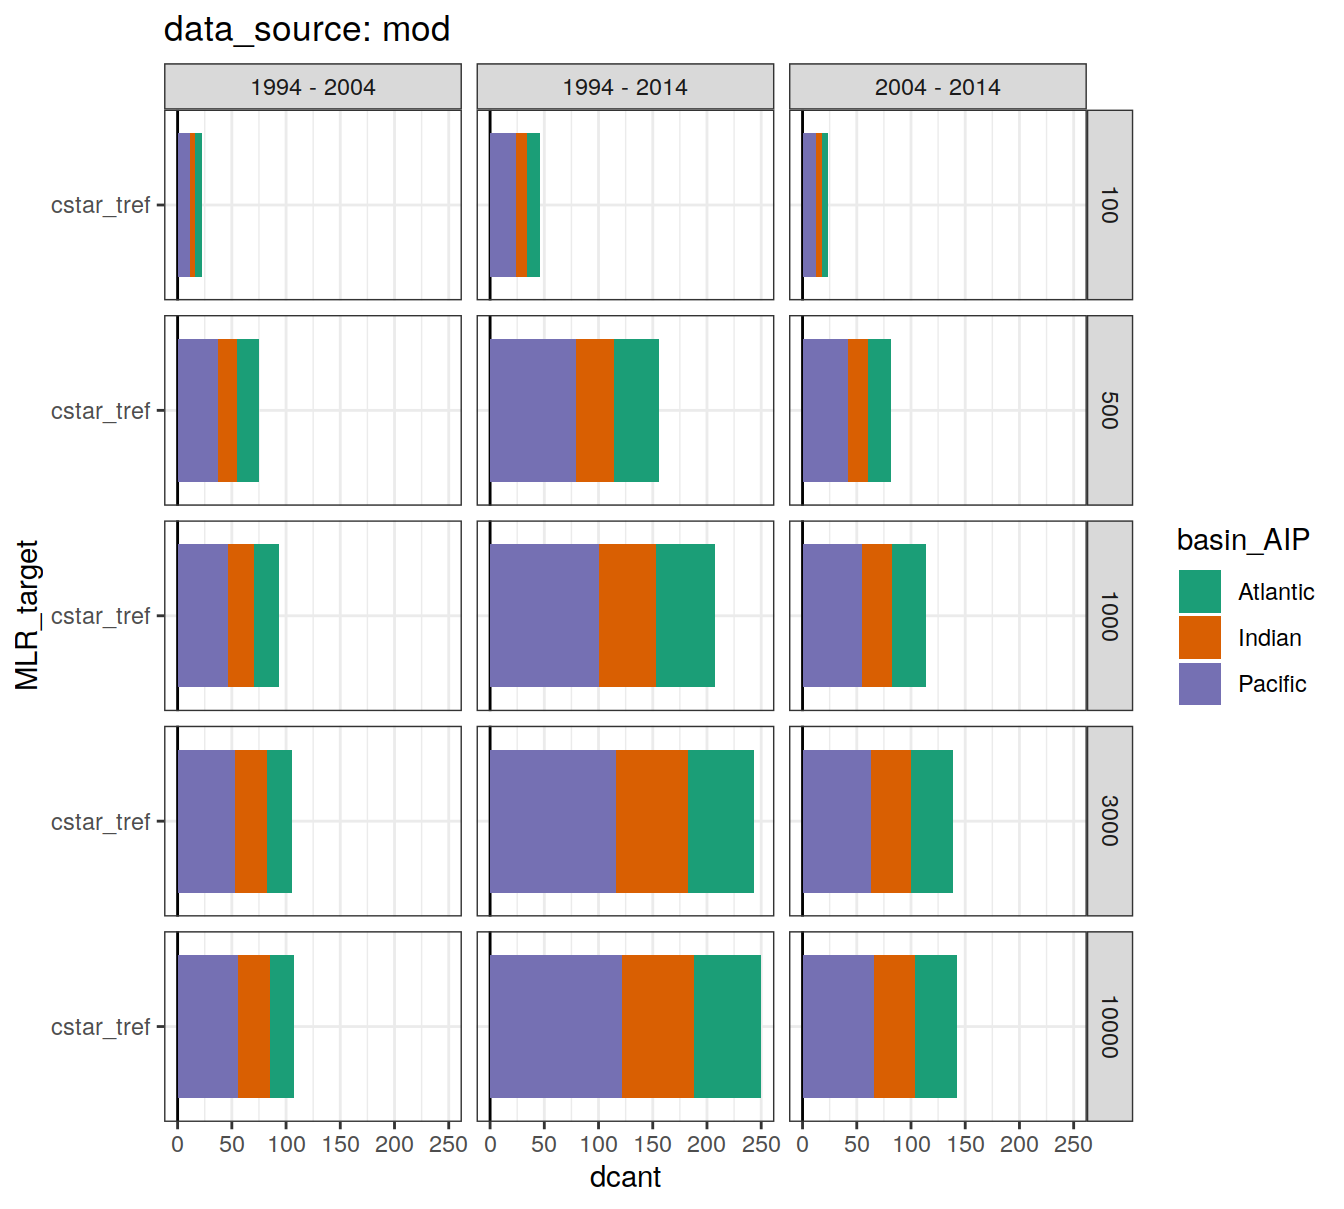 data_source: mod
1994 - 2004
1994 - 2014
2004 - 2014
cstar_tref
100
cstar_tref
500
cstar_tref
1000
cstar_tref
3000
cstar_tref
10000
MLR_target
0 50 100 150 200 250
0 50 100 150 200 250
0 50 100 150 200 250
dcant
basin_AIP
Atlantic
Indian
Pacific